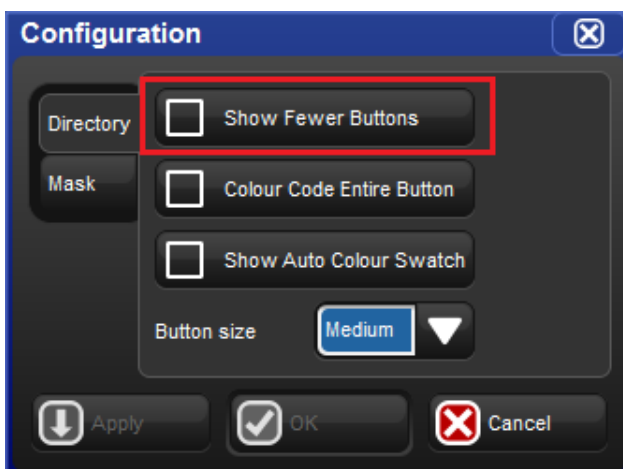 Configuration
Directory
Show Fewer Buttons
Mask
Colour Code Entire Button
Show Auto Colour Swatch
Button size
Medium
Apply
OK
Cancel